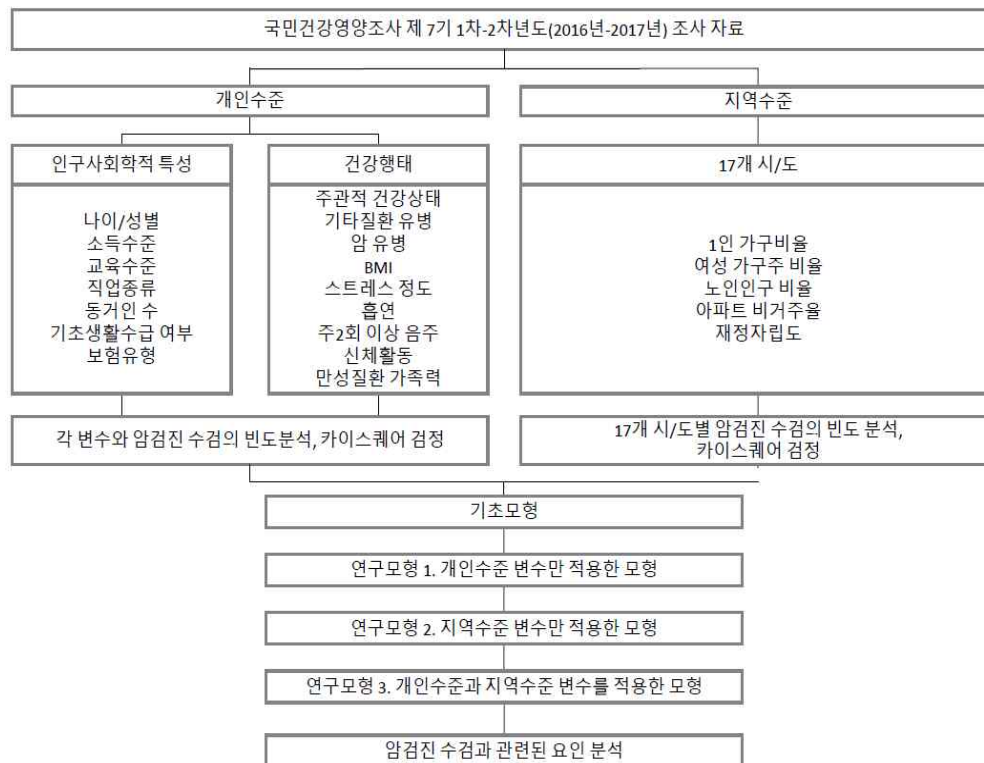 국민건강영양조사 제 7기 1차-2차년도(2016년-2017년) 조사 자료
개인수준
지역수준
인구사회학적 특성
건강행태
17개 시/도
나이/성별
소득수준
교육수준
직업종류
동거인 수
기초생활수급 여부
보험유형
주관적 건강상태
기타질환 유병
암 유병
BMI
스트레스 정도
흡연
주2회 이상 음주
신체활동
만성질환 가족력
1인 가구비율
여성 가구주 비율
노인인구 비율
아파트 비거주율
재정자립도
각 변수와 암검진 수검의 빈도분석, 카이스퀘어 검정
17개 시/도별 암검진 수검의 빈도 분석,
카이스퀘어 검정
기초모형
연구모형 1. 개인수준 변수만 적용한 모형
연구모형 2. 지역수준 변수만 적용한 모형
연구모형 3. 개인수준과 지역수준 변수를 적용한 모형
암검진 수검과 관련된 요인 분석